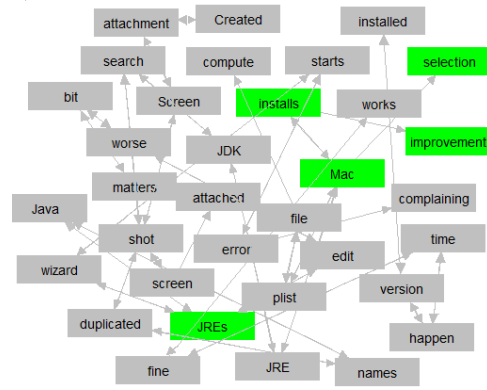 attachment
Created
installed
search
compute
starts
selection
bit
Screen
installs
works
worse
JDK
improvement
matters
Mac
attached
complaining
Java
file
shot
error
edit
time
wizard
screen
plist
version
duplicated
JREs
happen
fine
JRE
names